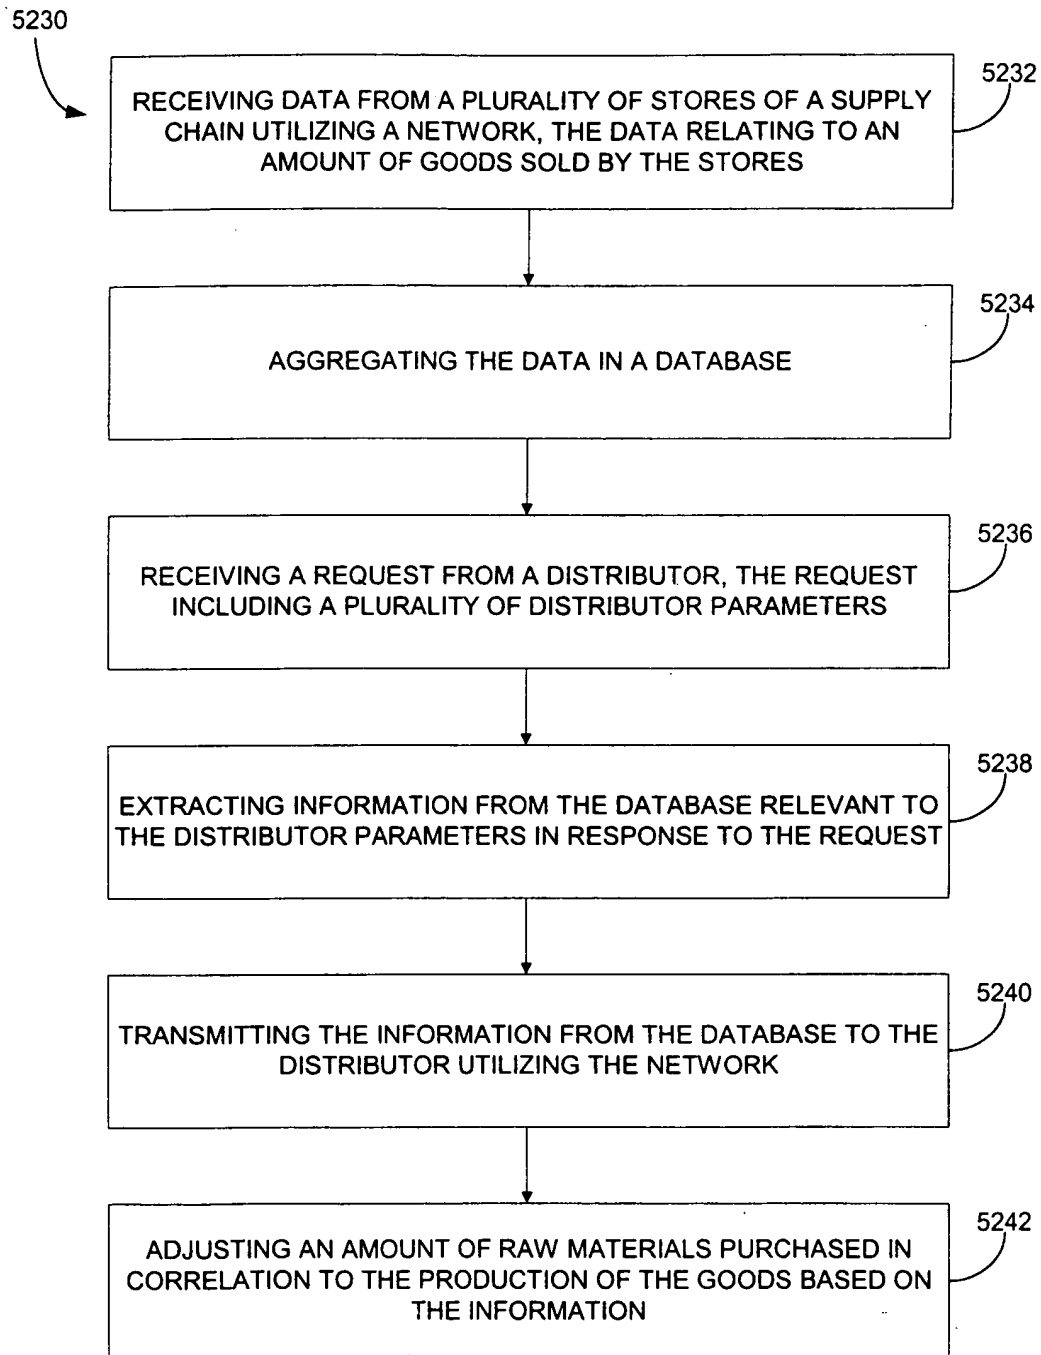 5230
5232
RECEIVING DATA FROM A PLURALITY OF STORES OF A SUPPLY
CHAIN UTILIZING A NETWORK, THE DATA RELATING TO AN
AMOUNT OF GOODS SOLD BY THE STORES
5234
AGGREGATING THE DATA IN A DATABASE
5236
RECEIVING A REQUEST FROM A DISTRIBUTOR, THE REQUEST
INCLUDING A PLURALITY OF DISTRIBUTOR PARAMETERS
5238
EXTRACTING INFORMATION FROM THE DATABASE RELEVANT TO
THE DISTRIBUTOR PARAMETERS IN RESPONSE TO THE REQUEST
5240
TRANSMITTING THE INFORMATION FROM THE DATABASE TO THE
DISTRIBUTOR UTILIZING THE NETWORK
5242
ADJUSTING AN AMOUNT OF RAW MATERIALS PURCHASED IN
CORRELATION TO THE PRODUCTION OF THE GOODS BASED ON
THE INFORMATION